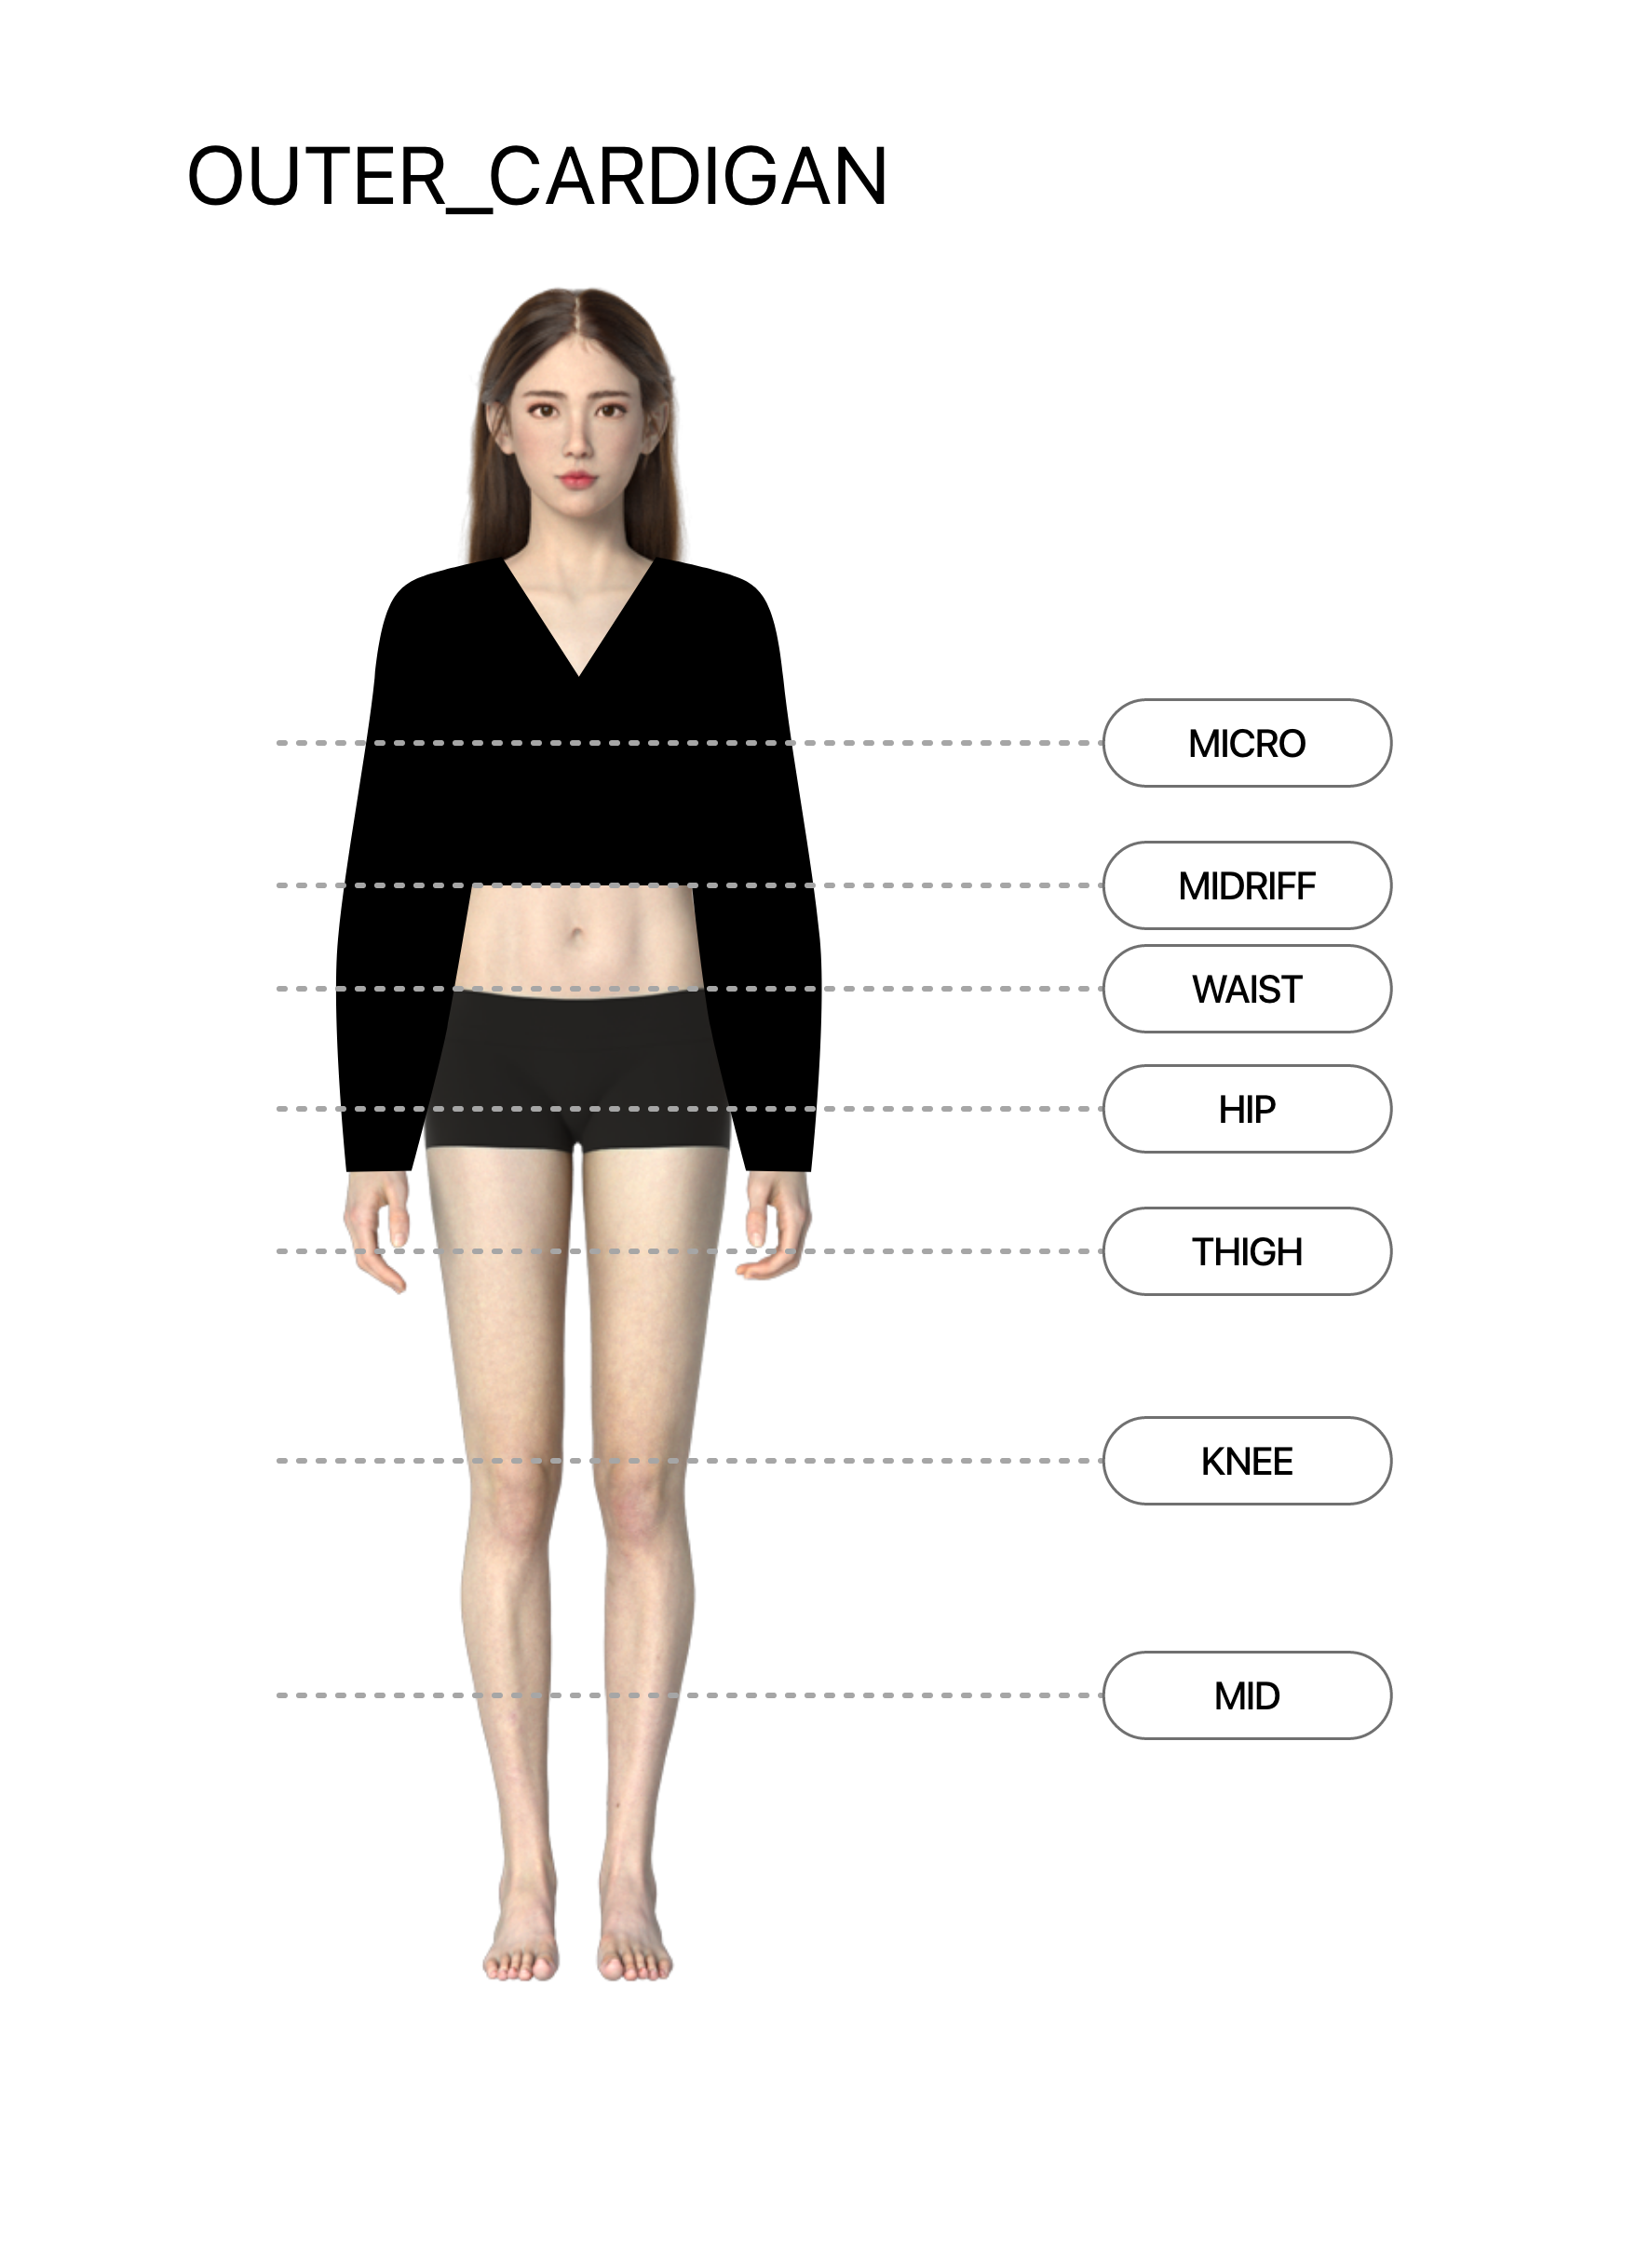 OUTER_CARDIGAN
MICRO
MIDRIFF
WAIST
HIP
THIGH
KNEE
MID